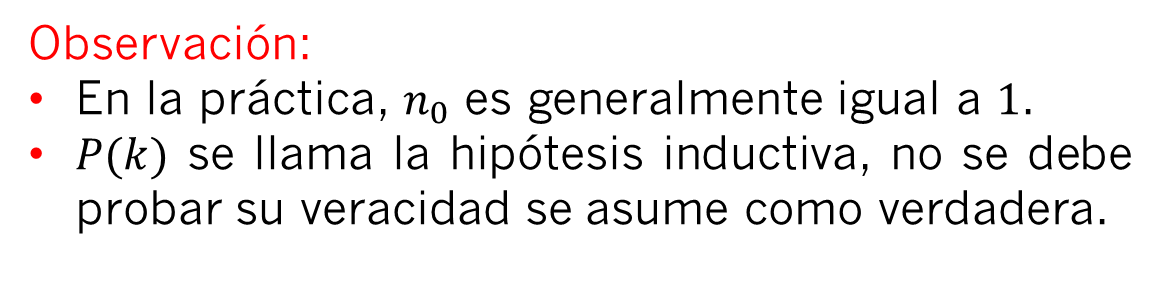 Observación:
• En la práctica, n₀ es generalmente igual a 1.
• P(k) se llama la hipótesis inductiva, no se debe
probar su veracidad se asume como verdadera.